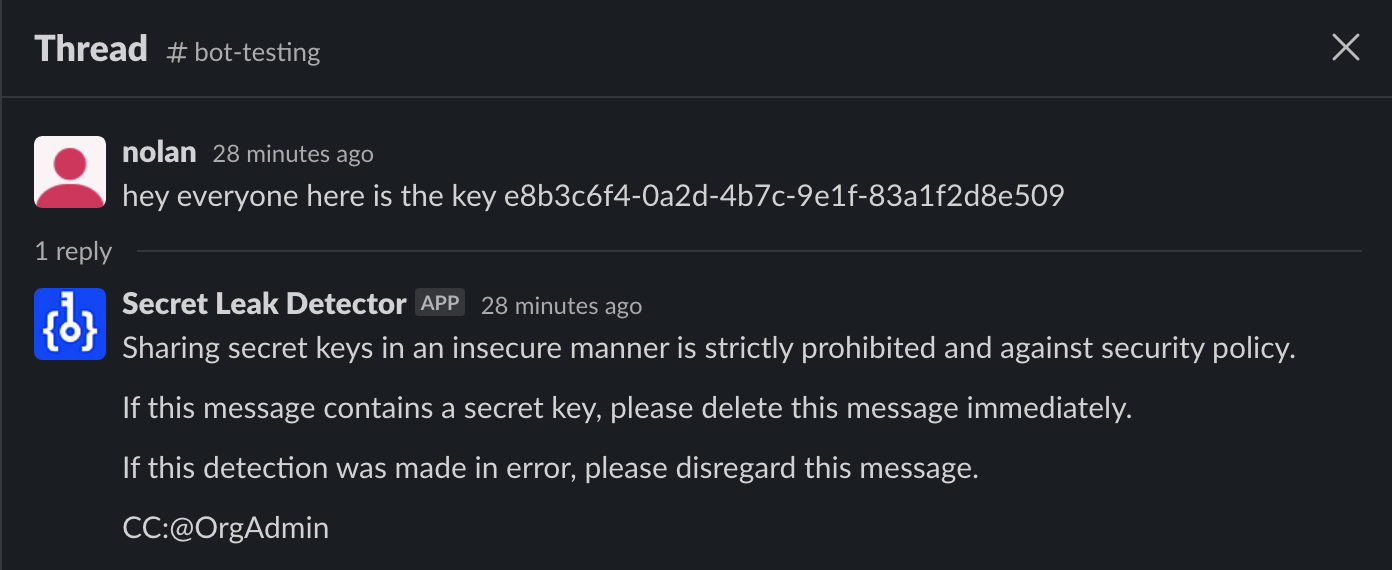 Thread # bot-testing
nolan 28 minutes ago
hey everyone here is the key e8b3c6f4-0a2d-4b7c-9e1f-83a1f2d8e509
1 reply
Secret Leak Detector APP 28 minutes ago
Sharing secret keys in an insecure manner is strictly prohibited and against security policy.
If this message contains a secret key, please delete this message immediately.
If this detection was made in error, please disregard this message.
CC:@OrgAdmin